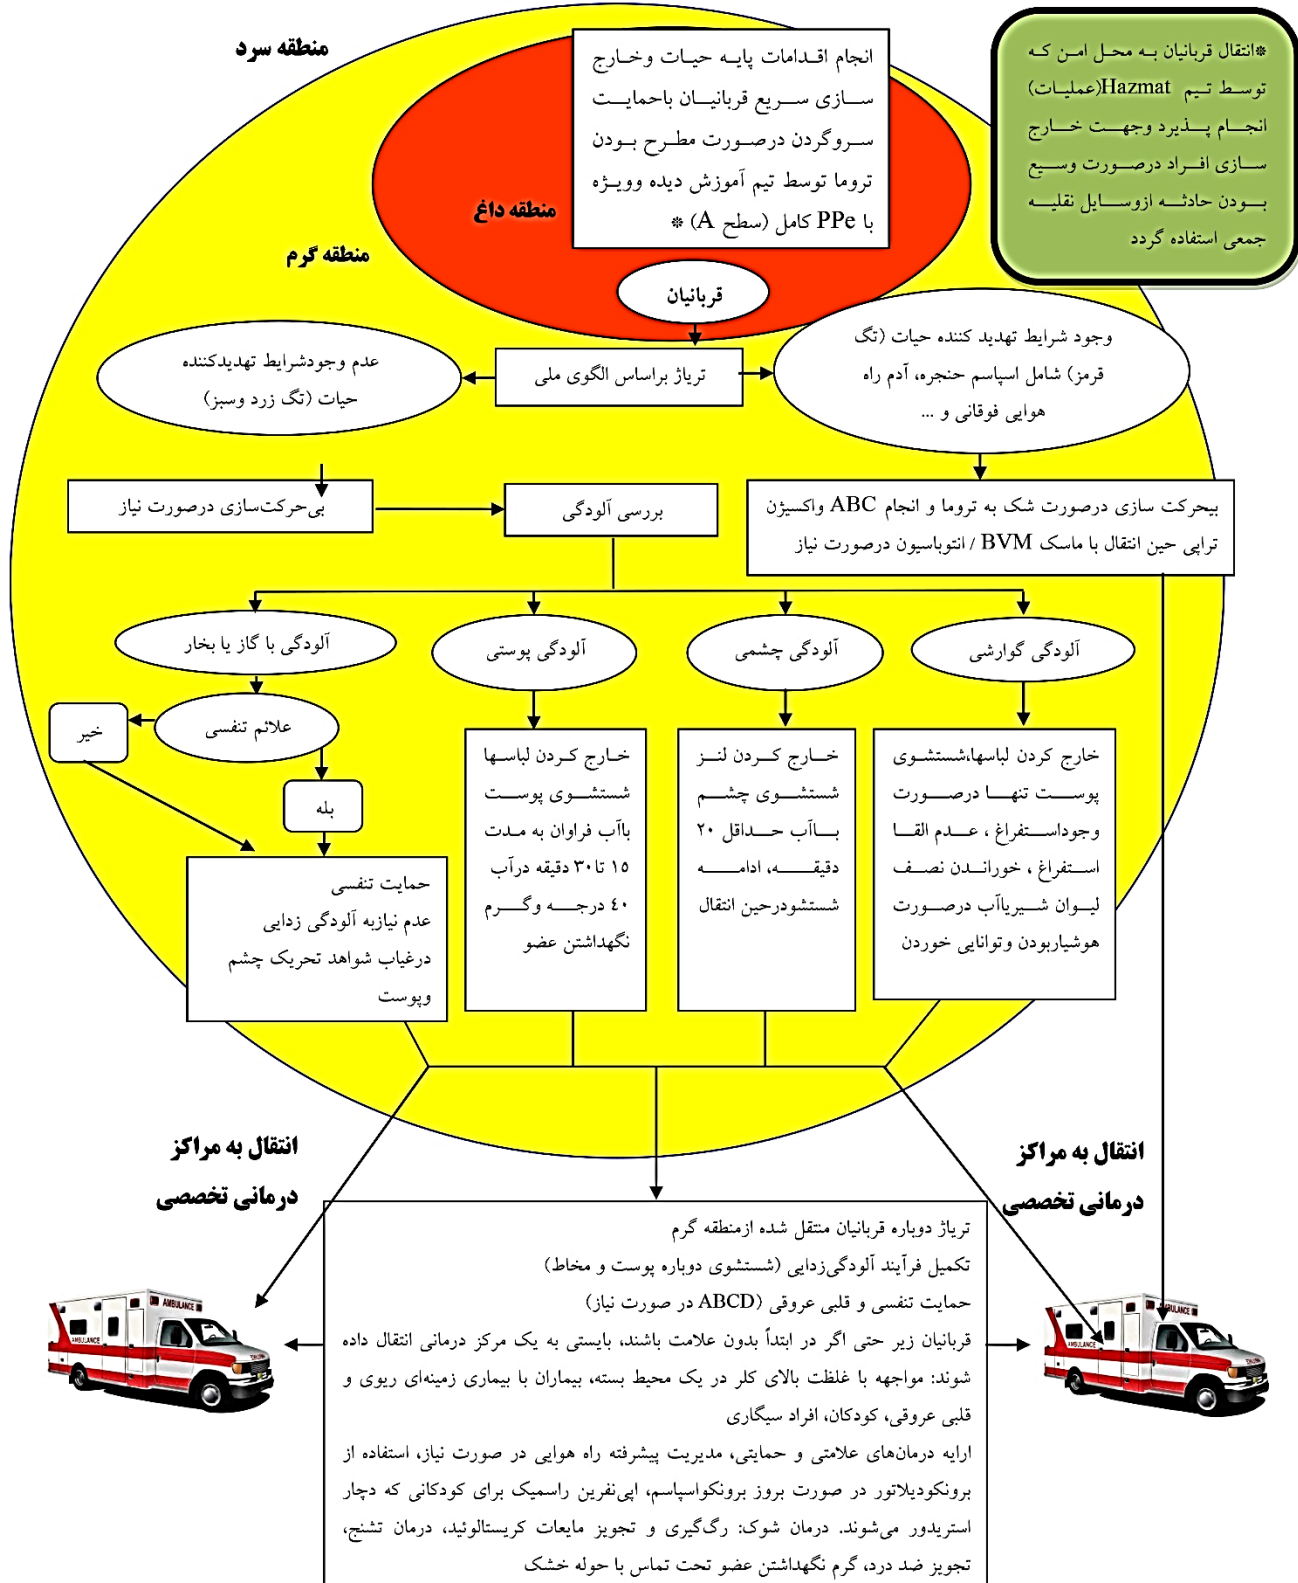 منطقه سرد
انجام اقدامات پایه حیات وخارج
سازی سریع قربانیان باحمایت
سروگردن درصورت مطرح بودن
تروما توسط تیم آموزش دیده وویژه
با PPe کامل (سطح A) *
*انتقال قربانیان به محل امن که
توسط تیم Hazmat(عملیات)
انجام پذیرد وجهت خارج
سازی افراد درصورت وسیع
بودن حادثه ازوسایل نقلیه
جمعی استفاده گردد
منطقه داغ
منطقه گرم
قربانیان
وجود شرایط تهدید کننده حیات (تگ
قرمز) شامل اسپاسم حنجره، آدم راه
هوایی فوقانی و ...
تریاژ براساس الگوی ملی
عدم وجودشرایط تهدیدکننده
حیات (تگ زرد وسبز)
بیحرکت سازی درصورت شک به تروما و انجام ABC واکسیژن
تراپی حین انتقال با ماسک BVM / انتوباسیون درصورت نیاز
بررسی آلودگی
بی‌حرکت‌سازی درصورت نیاز
آلودگی گوارشی
آلودگی چشمی
آلودگی پوستی
آلودگی با گاز یا بخار
علائم تنفسی
خیر
بله
خارج کردن لباسها،شستشوی
پوست تنها درصورت
وجوداستفراغ ، عدم القا
استفراغ ، خوراندن نصف
لیوان شیریاآب درصورت
هوشیاربودن وتوانایی خوردن
خارج کردن لنز
شستشوی چشم
باآب حداقل ۲۰
دقیقه، ادامه
شستشودرحین انتقال
خارج کردن لباسها
شستشوی پوست
باآب فراوان به مدت
۱۵ تا۳۰ دقیقه درآب
٤۰ درجه وگرم
نگهداشتن عضو
حمایت تنفسی
عدم نیازبه آلودگی زدایی
درغیاب شواهد تحریک چشم
وپوست
انتقال به مراکز
درمانی تخصصی
انتقال به مراکز
درمانی تخصصی
تریاژ دوباره قربانیان منتقل شده ازمنطقه گرم
تکمیل فرآیند آلودگی‌زدایی (شستشوی دوباره پوست و مخاط)
حمایت تنفسی و قلبی عروقی (ABCD در صورت نیاز)
قربانیان زیر حتی اگر در ابتدأ بدون علامت باشند، بایستی به یک مرکز درمانی انتقال داده
شوند: مواجهه با غلظت بالای کلر در یک محیط بسته، بیماران با بیماری زمینه‌ای ریوی و
قلبی عروقی، کودکان، افراد سیگاری
ارایه درمان‌های علامتی و حمایتی، مدیریت پیشرفته راه هوایی در صورت نیاز، استفاده از
برونکودیلاتور در صورت بروز برونکواسپاسم، اپی‌نفرین راسمیک برای کودکانی که دچار
استریدور می‌شوند. درمان شوک: رگ‌گیری و تجویز مایعات کریستالوئید، درمان تشنج،
تجویز ضد درد، گرم نگهداشتن عضو تحت تماس با حوله خشک
AMBULANCE
AMBULANCE
AMBULANCE